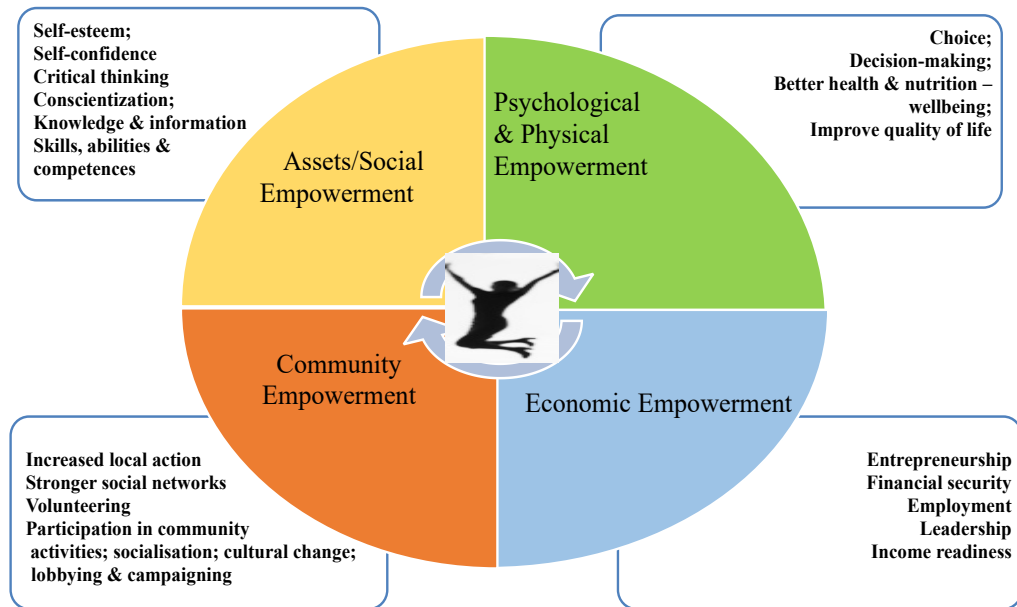 Self-esteem;
Self-confidence
Critical thinking
Conscientization;
Knowledge & information
Skills, abilities &
competences
Assets/Social
Empowerment
Psychological
& Physical
Empowerment
Choice;
Decision-making;
Better health & nutrition –
wellbeing;
Improve quality of life
Community
Empowerment
Economic Empowerment
Increased local action
Stronger social networks
Volunteering
Participation in community
activities; socialisation; cultural change;
lobbying & campaigning
Entrepreneurship
Financial security
Employment
Leadership
Income readiness